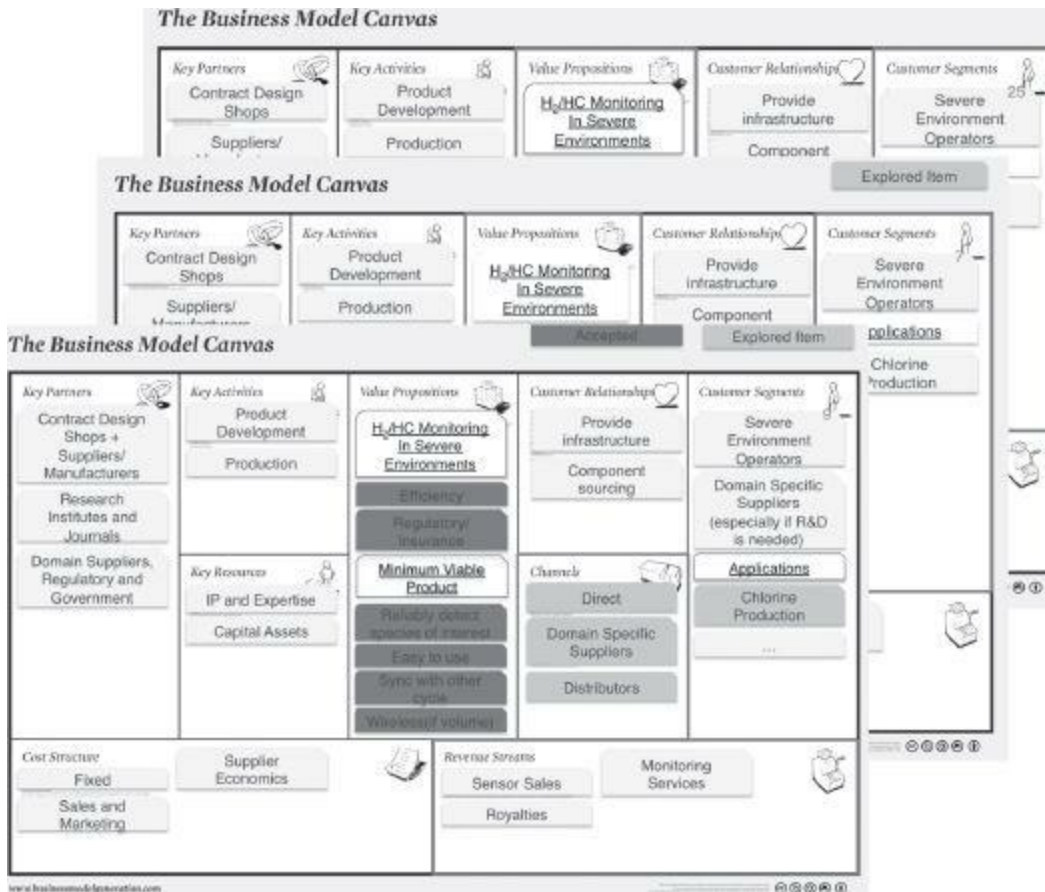 The Business Model Canvas
Key Partners
Contract Design
Shops
Suppliers/
Key Activities
Product
Development
Production
Value Propositions
H2/HC Monitoring
In Severe
Environments
Customer Relationships
Provide
infrastructure
Component
Customer Segments
25
Severe
Environment
Operators
The Business Model Canvas
Explored Item
Key Partners
Contract Design
Shops
Suppliers/
Manufacturers
Key Activities
Product
Development
Production
Value Propositions
H2/HC Monitoring
In Severe
Environments
Customer Relationships
Provide
infrastructure
Component
Customer Segments
Severe
Environment
Operators
pplications
Chlorine
Production
The Business Model Canvas
Accepted
Explored Item
Key Partners
Contract Design
Shops +
Suppliers/
Manufacturers
Research
Institutes and
Journals
Domain Suppliers,
Regulatory and
Government
Key Activities
Product
Development
Production
Key Resources
IP and Expertise
Capital Assets
Value Propositions
H2/HC Monitoring
In Severe
Environments
Efficiency
Regulatory/
Insurance
Minimum Viable
Product
Reliably detect
species of interest
Easy to use
Sync with other
cycle
Wireless(if volume)
Customer Relationships
Provide
infrastructure
Component
sourcing
Channels
Direct
Domain Specific
Suppliers
Distributors
Customer Segments
Severe
Environment
Operators
Domain Specific
Suppliers
(especially if R&D
is needed)
Applications
Chlorine
Production
...
Cost Structure
Fixed
Sales and
Marketing
Supplier
Economics
Revenue Streams
Sensor Sales
Royalties
Monitoring
Services
www.businessmodelgeneration.com